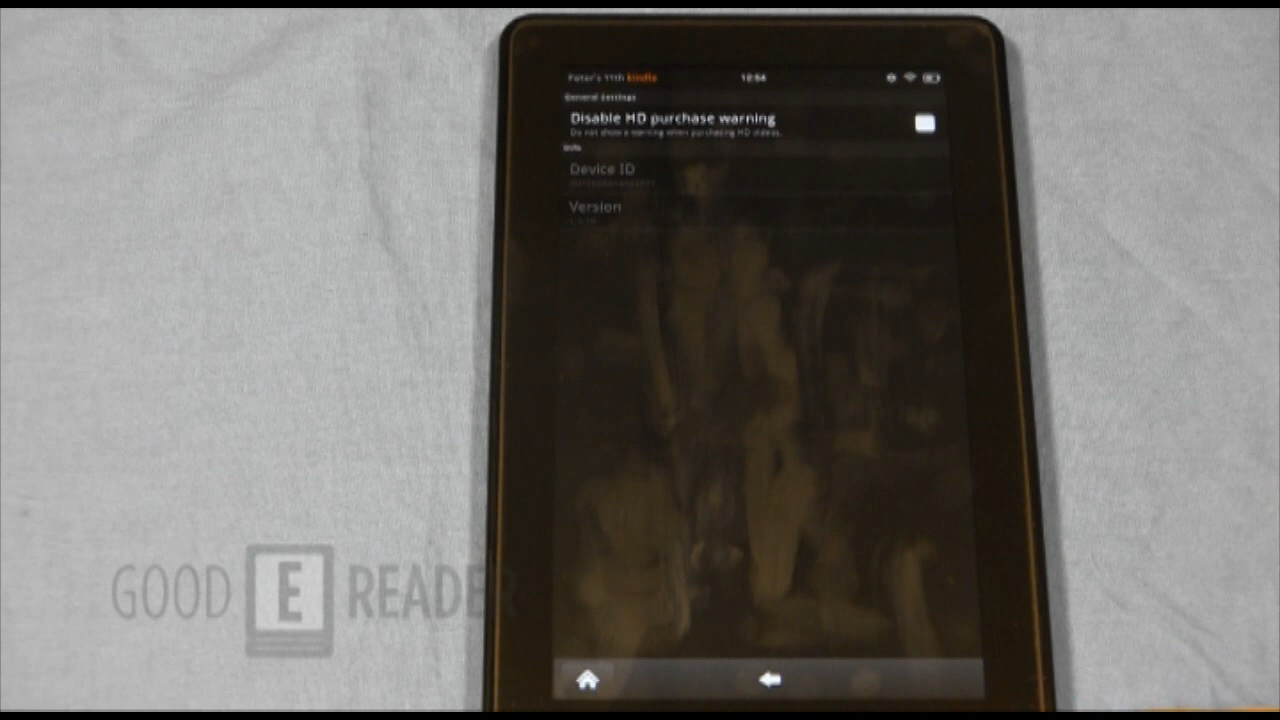 Peter's 11th kindle
12:54
General Settings
Disable HD purchase warning
Do not show a warning when purchasing HD videos.
Info
Device ID
Version
GOOD E READER